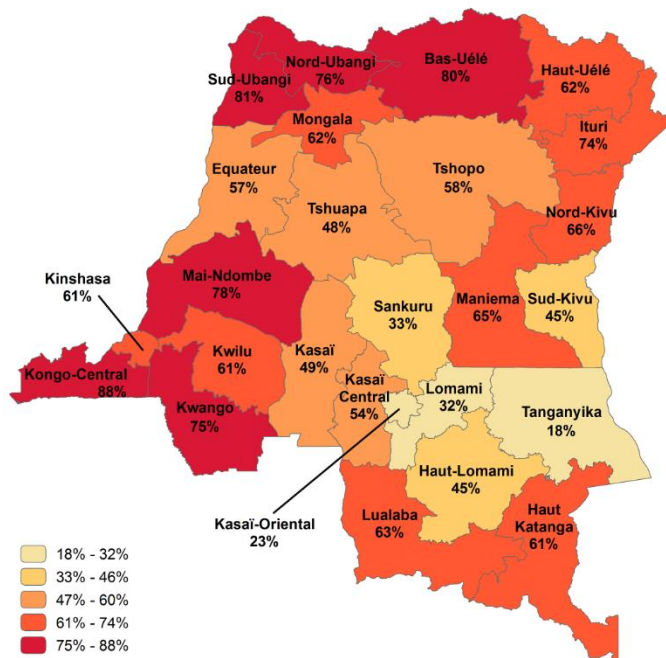 Nord-Ubangi
76%
Bas-Uélé
80%
Haut-Uélé
62%
Sud-Ubangi
81%
Mongala
62%
Ituri
74%
Equateur
57%
Tshopo
58%
Tshuapa
48%
Nord-Kivu
66%
Kinshasa
61%
Mai-Ndombe
78%
Sankuru
33%
Maniema
65%
Sud-Kivu
45%
Kwilu
61%
Kasaï
49%
Kongo-Central
88%
Kasaï
Central
54%
Lomami
32%
Tanganyika
18%
Kwango
75%
Haut-Lomami
45%
Kasaï-Oriental
23%
Lualaba
63%
Haut
Katanga
61%
18% - 32%
33% - 46%
47% - 60%
61% - 74%
75% - 88%